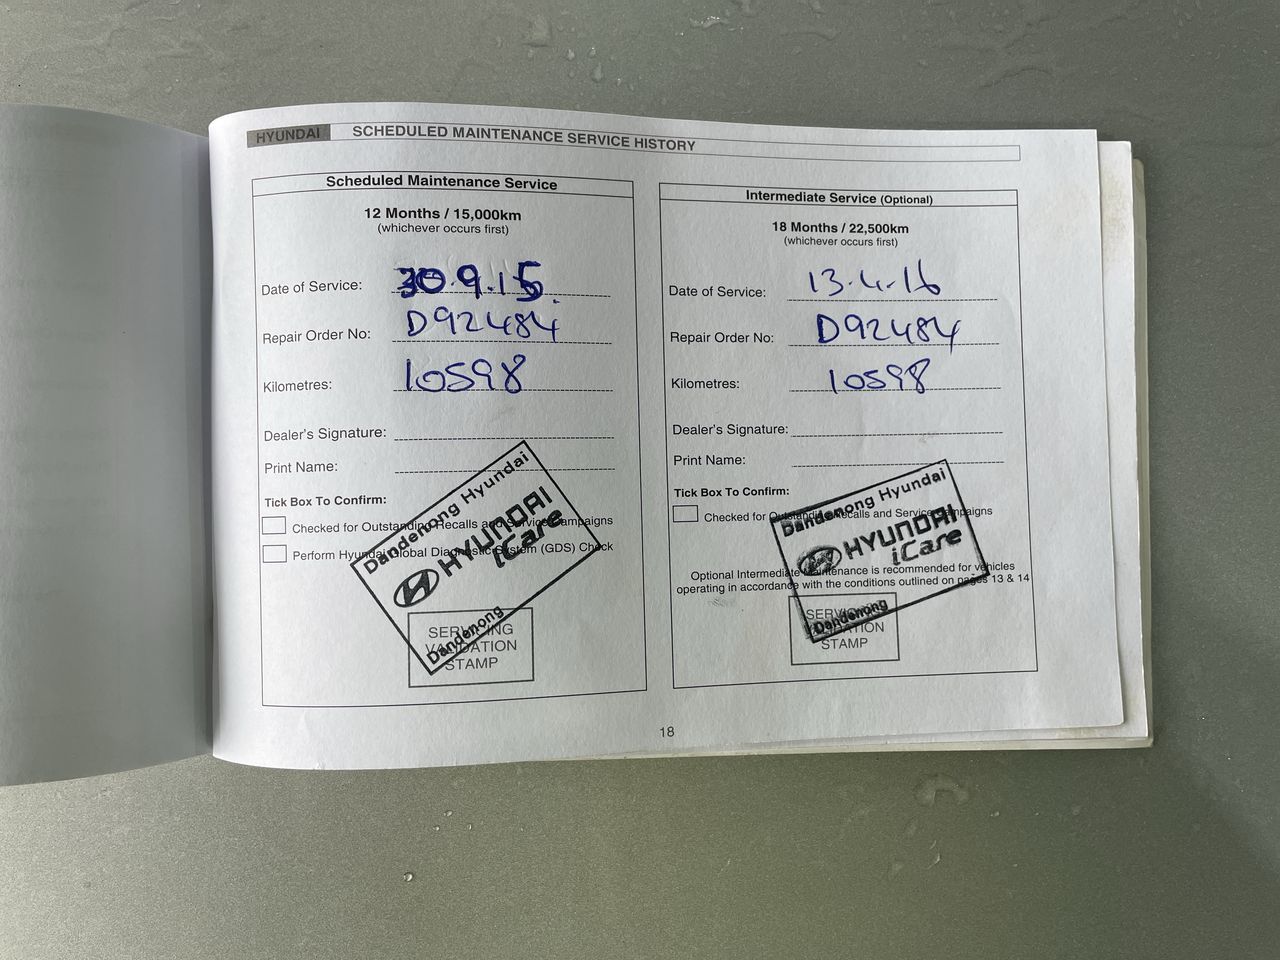 HYUNDAI SCHEDULED MAINTENANCE SERVICE HISTORY
Scheduled Maintenance Service
12 Months / 15,000km
(whichever occurs first)
Date of Service: 30.9.15.
Repair Order No: D92484
Kilometres: 10598
Dealer's Signature:
Print Name:
Tick Box To Confirm:
Checked for Outstanding Recalls and Service Campaigns
Perform Hyundai Global Diagnostic System (GDS) Check
Dandenong Hyundai
HYUNDAI
iCare
Dandenong
SERVICING
VALIDATION
STAMP
Intermediate Service (Optional)
18 Months / 22,500km
(whichever occurs first)
Date of Service: 13.4.16
Repair Order No: D92484
Kilometres: 10598
Dealer's Signature:
Print Name:
Tick Box To Confirm:
Checked for Outstanding Recalls and Service Campaigns
Dandenong Hyundai
HYUNDAI
iCare
Dandenong
Optional Intermediate Maintenance is recommended for vehicles
operating in accordance with the conditions outlined on pages 13 & 14
SERVICING
VALIDATION
STAMP
18